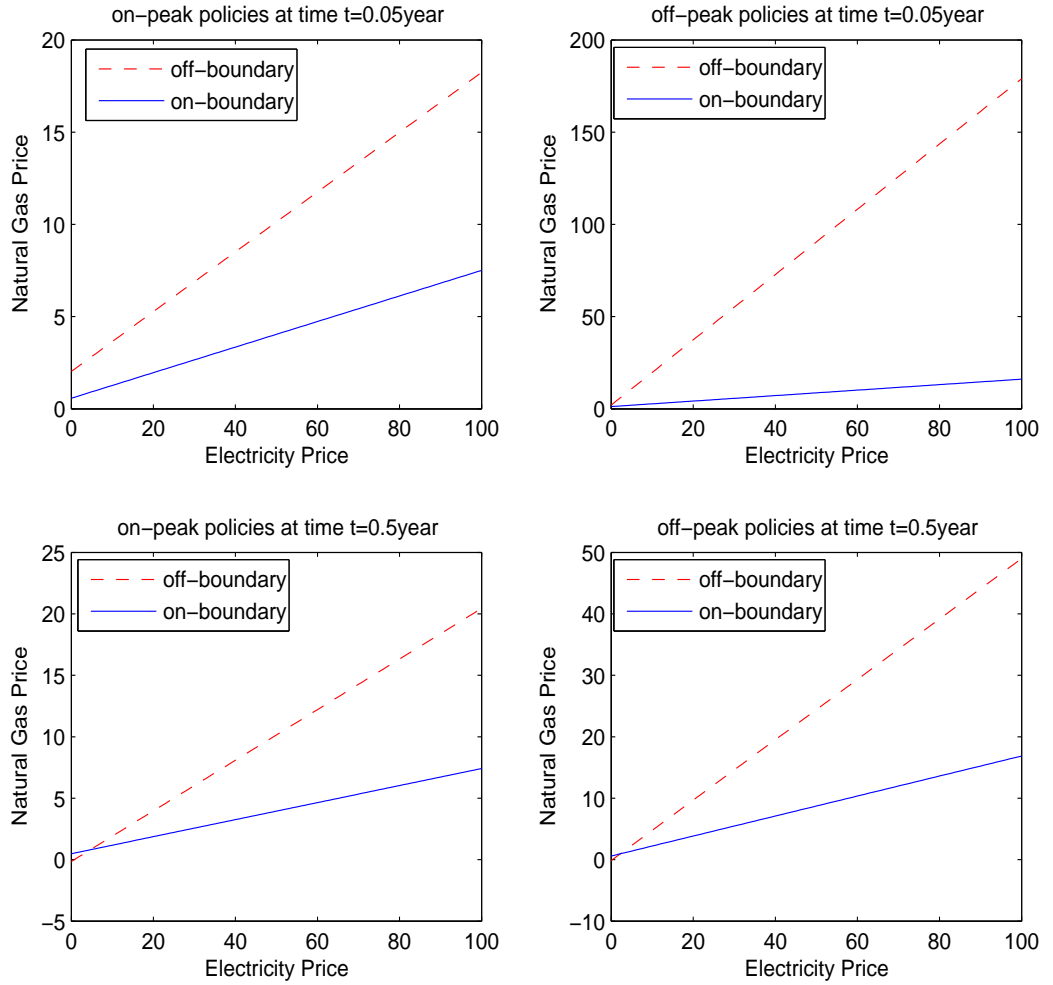 on-peak policies at time t=0.05year
20
15
10
5
0
0 20 40 60 80 100
Natural Gas Price
Electricity Price
off-boundary
on-boundary
off-peak policies at time t=0.05year
200
150
100
50
0
0 20 40 60 80 100
Natural Gas Price
Electricity Price
off-boundary
on-boundary
on-peak policies at time t=0.5year
25
20
15
10
5
0
-5
0 20 40 60 80 100
Natural Gas Price
Electricity Price
off-boundary
on-boundary
off-peak policies at time t=0.5year
50
40
30
20
10
0
-10
0 20 40 60 80 100
Natural Gas Price
Electricity Price
off-boundary
on-boundary